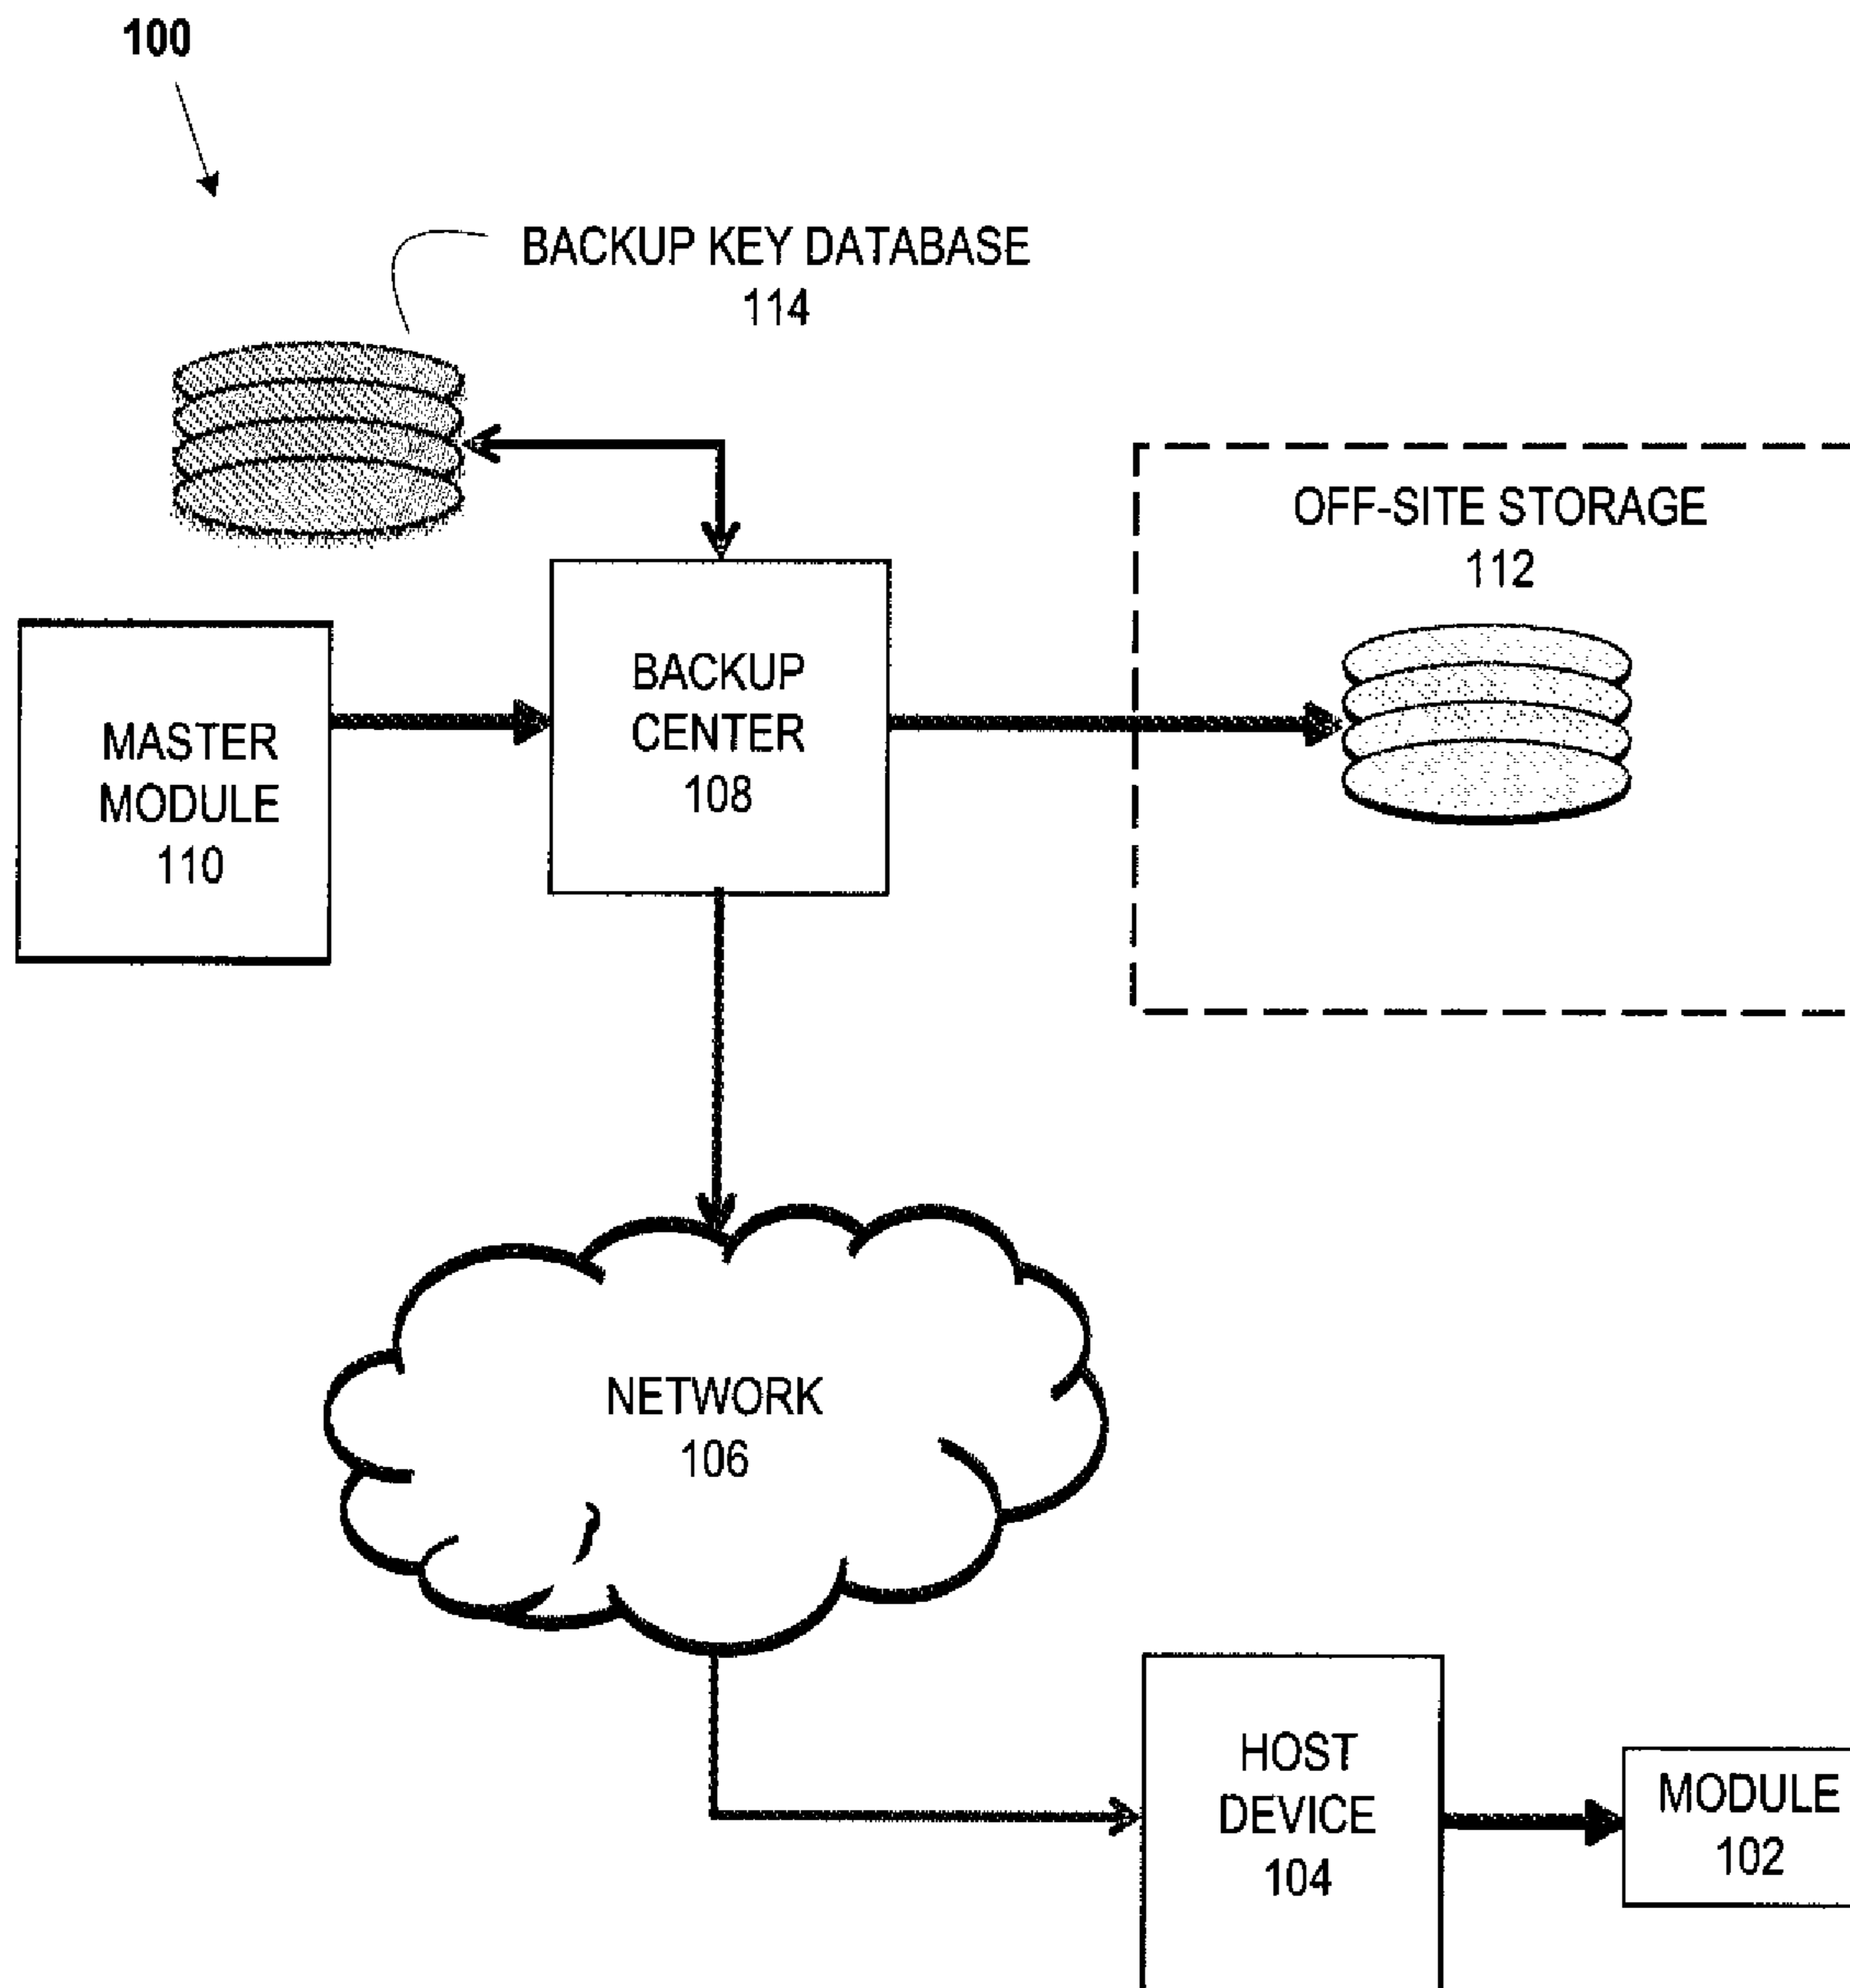 100
BACKUP KEY DATABASE
114
OFF-SITE STORAGE
112
MASTER
MODULE
110
BACKUP
CENTER
108
NETWORK
106
HOST
DEVICE
104
MODULE
102